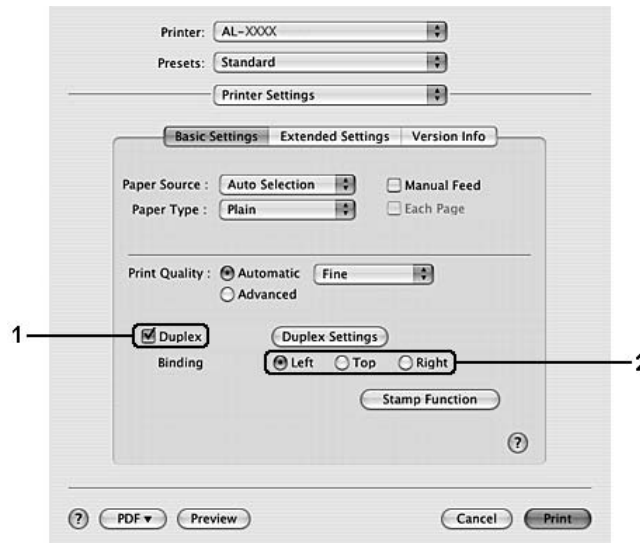 Printer: AL-XXXX
Presets: Standard
Printer Settings
Basic Settings Extended Settings Version Info
Paper Source : Auto Selection Manual Feed
Paper Type : Plain Each Page
Print Quality : Automatic Fine
Advanced
1 Duplex Duplex Settings
Binding Left Top Right 2
Stamp Function
?
? PDF Preview Cancel Print